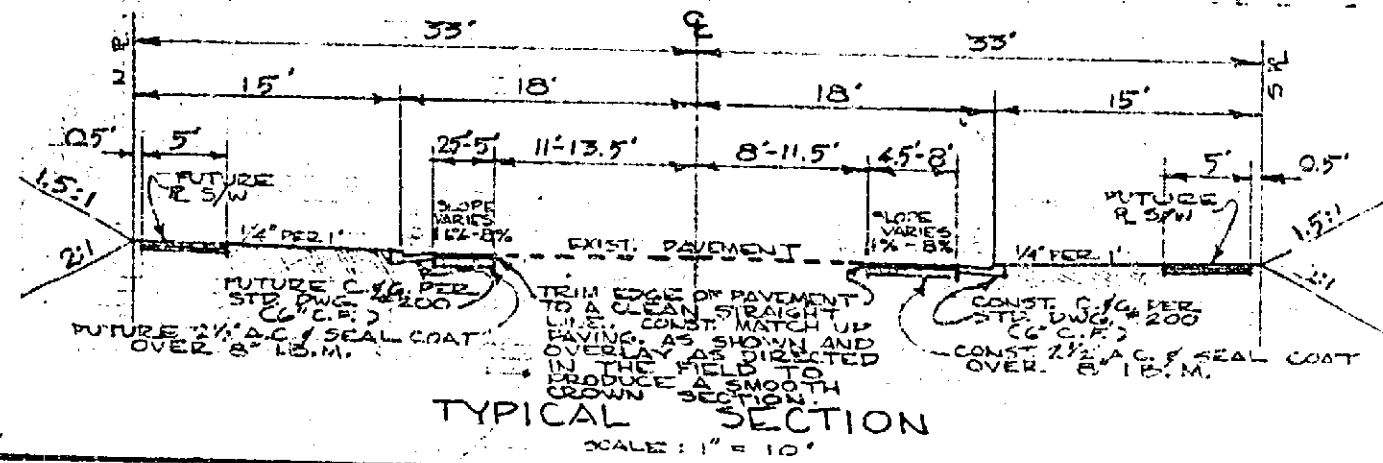 ℄
33' 33'
N. ℞
S. ℞
15' 18' 18' 15'
0.5' 5' 2.5'-5' 11'-13.5' 8'-11.5' 4.5'-8' 5' 0.5'
1.5:1
2:1
FUTURE
℞ S/W
1/4" PER 1'
SLOPE
VARIES
1%-8%
EXIST. PAVEMENT
SLOPE
VARIES
1%-8%
1/4" PER 1'
FUTURE
℞ S/W
1.5:1
2:1
FUTURE C.&G. PER
STD. DWG. #200
(6" C.F.)
FUTURE 2½" A.C. & SEAL COAT
OVER 8" I.B.M.
TRIM EDGE OF PAVEMENT
TO A CLEAN STRAIGHT
LINE. CONST. MATCH UP
PAVING AS SHOWN AND
OVERLAY AS DIRECTED
IN THE FIELD TO
PRODUCE A SMOOTH
CROWN SECTION.
CONST. C.&G. PER
STD. DWG. #200
(6" C.F.)
CONST 2½" A.C. & SEAL COAT
OVER 8" I.B.M.
TYPICAL SECTION
SCALE: 1" = 10'